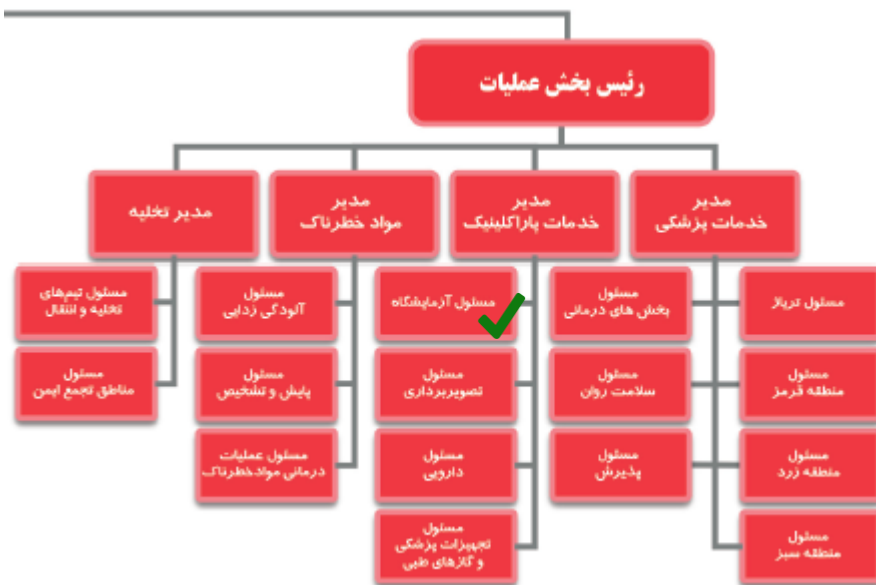 رئیس بخش عملیات
مدیر
خدمات پزشکی
مدیر
خدمات پاراکلینیک
مدیر
مواد خطرناک
مدیر تخلیه
مسئول تریاژ
مسئول
منطقه قرمز
مسئول
منطقه زرد
مسئول
منطقه سبز
مسئول
بخش های درمانی
مسئول
سلامت روان
مسئول
پذیرش
مسئول آزمایشگاه
مسئول
تصویربرداری
مسئول
دارویی
مسئول
تجهیزات پزشکی
و گازهای طبی
مسئول
آلودگی زدایی
مسئول
پایش و تشخیص
مسئول عملیات
درمانی موادخطرناک
مسئول تیم‌های
تخلیه و انتقال
مسئول
مناطق تجمع ایمن